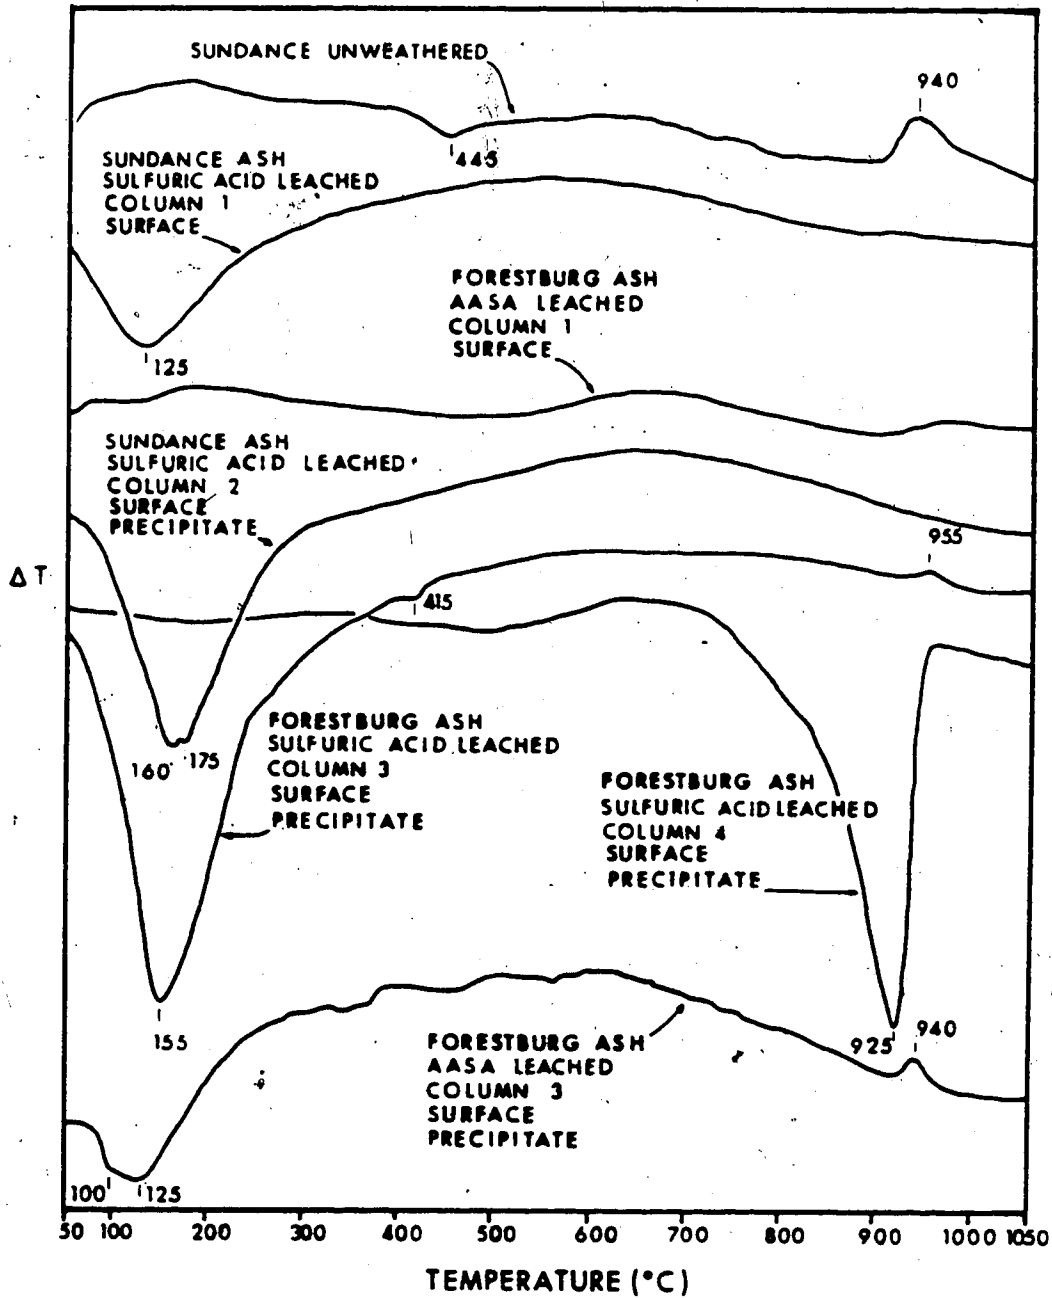 SUNDANCE UNWEATHERED
940
445
SUNDANCE ASH
SULFURIC ACID LEACHED
COLUMN 1
SURFACE
125
FORESTBURG ASH
AASA LEACHED
COLUMN 1
SURFACE
SUNDANCE ASH
SULFURIC ACID LEACHED
COLUMN 2
SURFACE
PRECIPITATE
955
ΔT
415
160 175
FORESTBURG ASH
SULFURIC ACID LEACHED
COLUMN 3
SURFACE
PRECIPITATE
FORESTBURG ASH
SULFURIC ACID LEACHED
COLUMN 4
SURFACE
PRECIPITATE
155
925 940
FORESTBURG ASH
AASA LEACHED
COLUMN 3
SURFACE
PRECIPITATE
100 125
50 100 200 300 400 500 600 700 800 900 1000 1050
TEMPERATURE (°C)